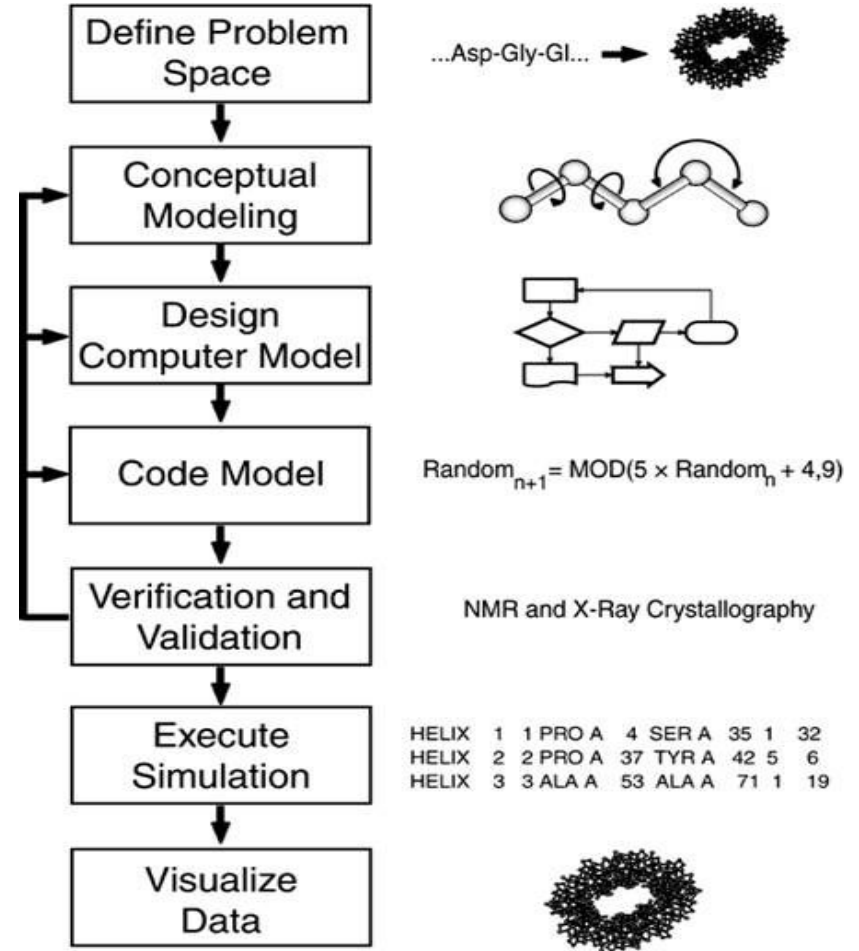 Define Problem
Space
...Asp-Gly-Gl...
Conceptual
Modeling
Design
Computer Model
Code Model
Random n+1 = MOD(5 × Random n + 4,9)
Verification and
Validation
NMR and X-Ray Crystallography
Execute
Simulation
HELIX 1 1 PRO A 4 SER A 35 1 32
HELIX 2 2 PRO A 37 TYR A 42 5 6
HELIX 3 3 ALA A 53 ALA A 71 1 19
Visualize
Data